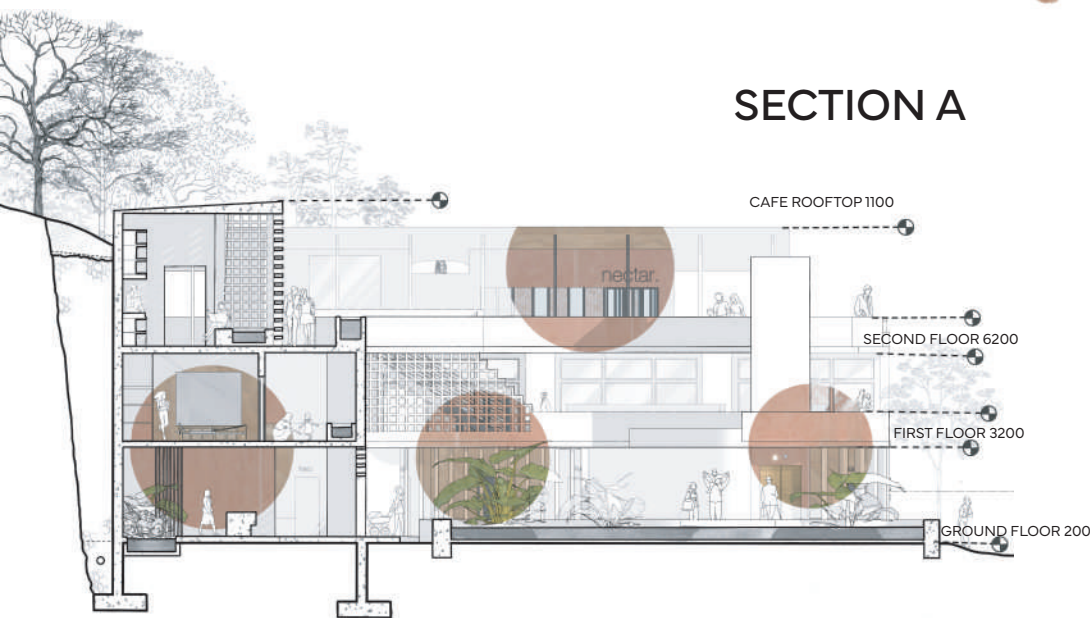 SECTION A
CAFE ROOFTOP 1100
nectar.
SECOND FLOOR 6200
FIRST FLOOR 3200
GROUND FLOOR 200